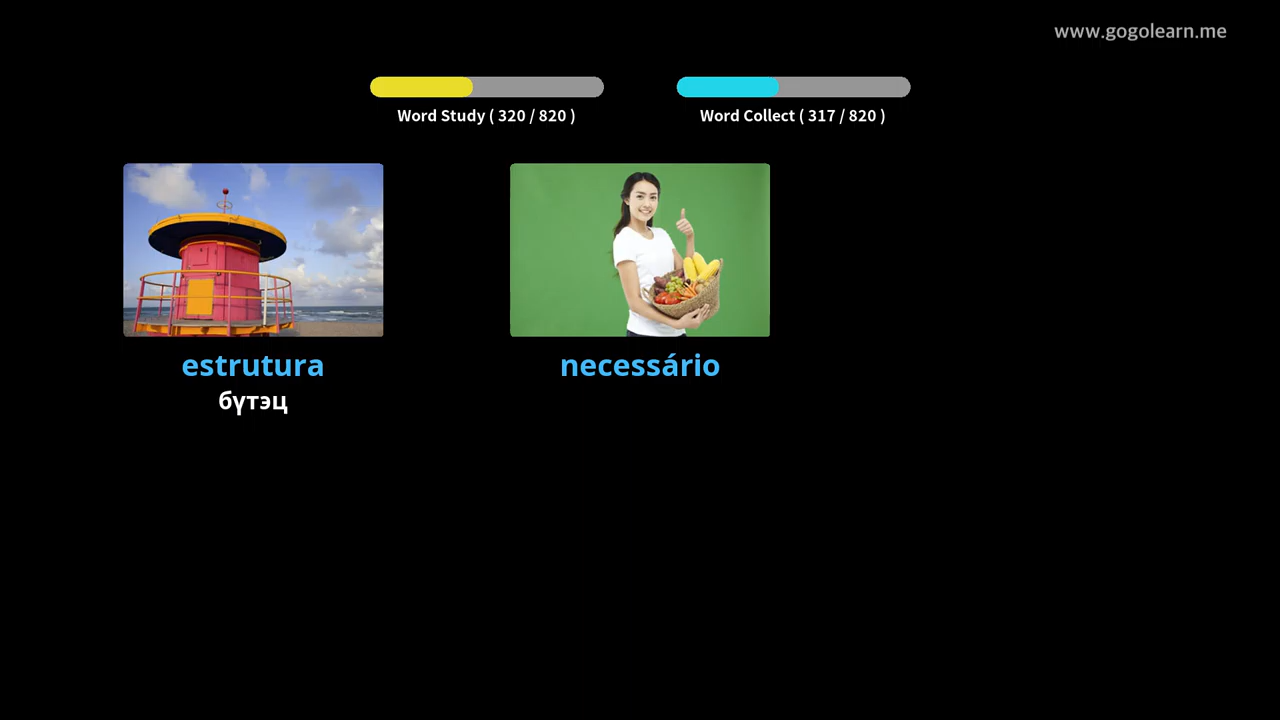 www.gogolearn.me
Word Study ( 320 / 820 )
Word Collect ( 317 / 820 )
estrutura
бүтэц
necessário